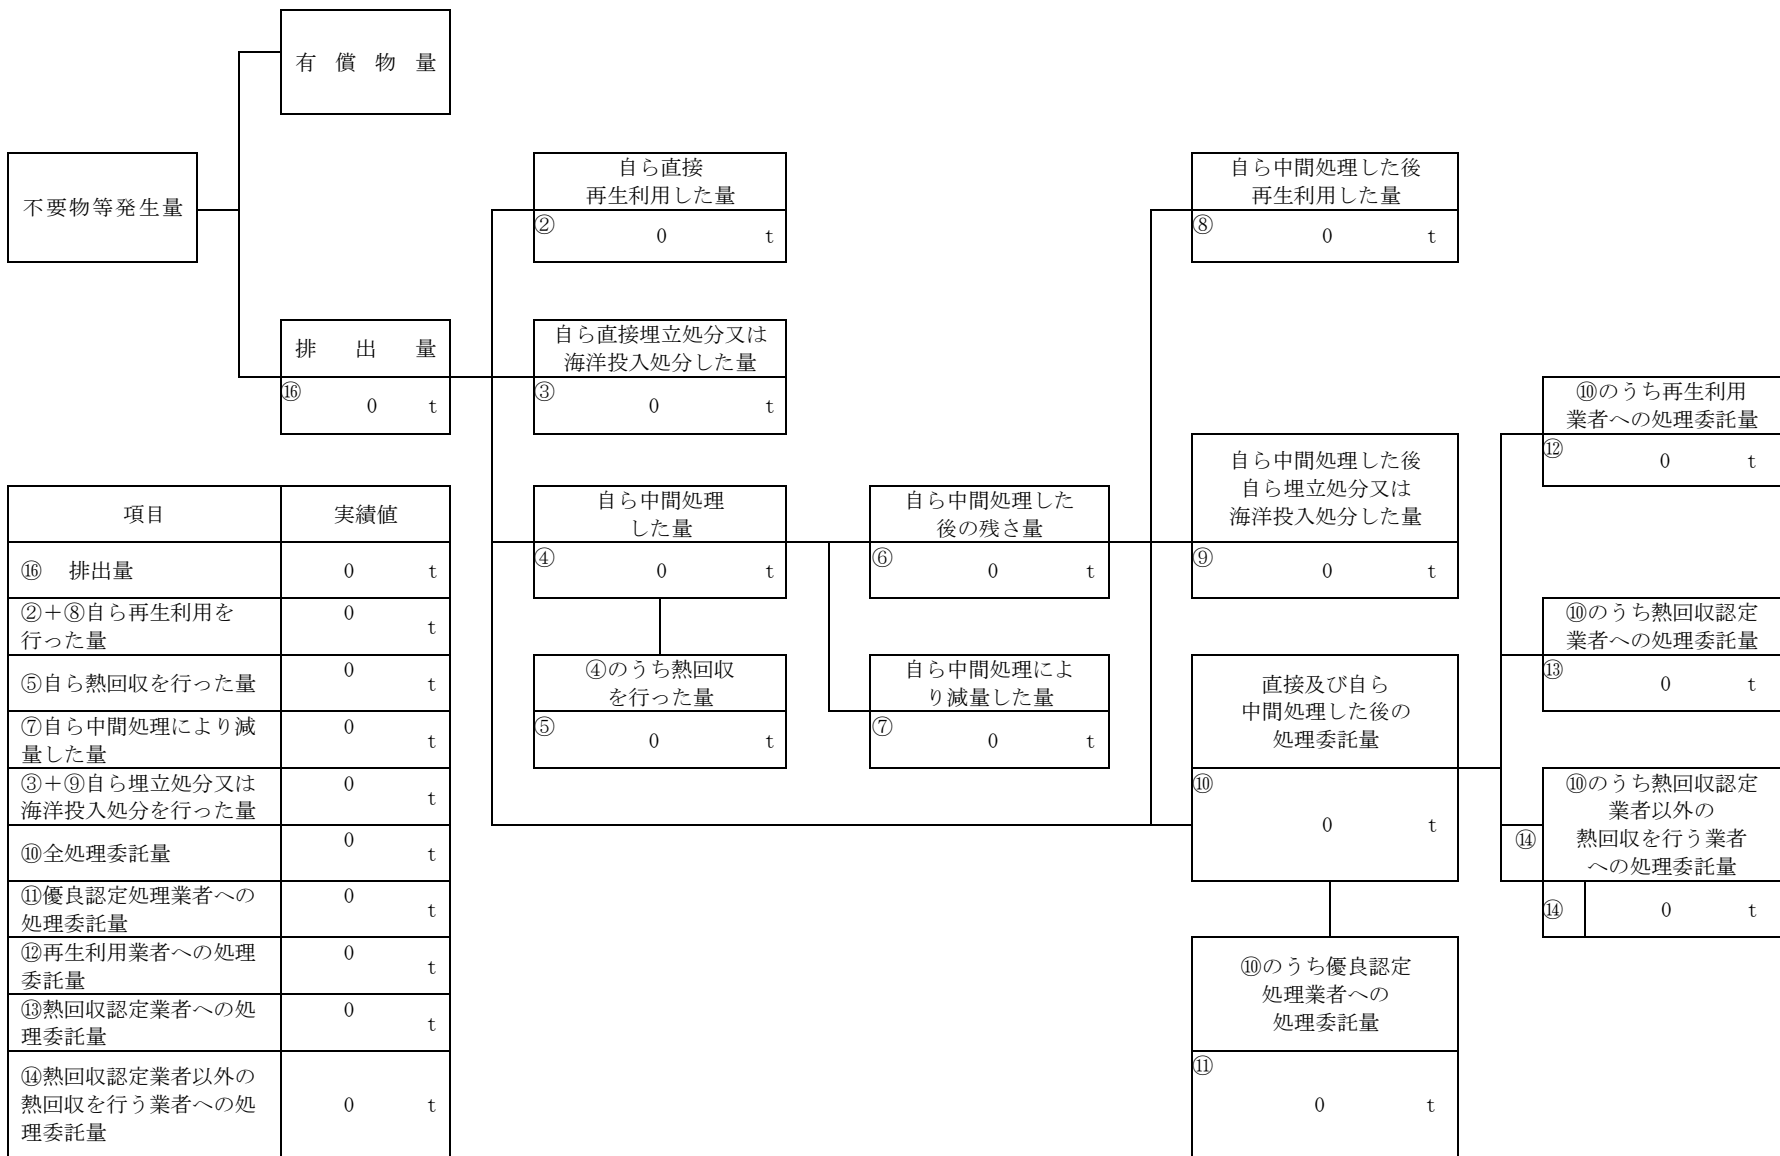 有償物量
不要物等発生量
自ら直接
再生利用した量
②
0 t
自ら中間処理した後
再生利用した量
⑧
0 t
排出量
⑯
0 t
自ら直接埋立処分又は
海洋投入処分した量
③
0 t
⑩のうち再生利用
業者への処理委託量
⑫
0 t
自ら中間処理した後
自ら埋立処分又は
海洋投入処分した量
⑨
0 t
自ら中間処理
した量
④
0 t
自ら中間処理した
後の残さ量
⑥
0 t
⑩のうち熱回収認定
業者への処理委託量
⑬
0 t
④のうち熱回収
を行った量
⑤
0 t
自ら中間処理によ
り減量した量
⑦
0 t
直接及び自ら
中間処理した後の
処理委託量
⑩
0 t
⑩のうち熱回収認定
業者以外の
熱回収を行う業者
への処理委託量
⑭
⑭
0 t
⑩のうち優良認定
処理業者への
処理委託量
⑪
0 t
項目 実績値
⑯ 排出量 0 t
②＋⑧自ら再生利用を
行った量
0 t
⑤自ら熱回収を行った量 0 t
⑦自ら中間処理により減
量した量
0 t
③＋⑨自ら埋立処分又は
海洋投入処分を行った量
0 t
⑩全処理委託量 0 t
⑪優良認定処理業者への
処理委託量
0 t
⑫再生利用業者への処理
委託量
0 t
⑬熱回収認定業者への処
理委託量
0 t
⑭熱回収認定業者以外の
熱回収を行う業者への処
理委託量
0 t